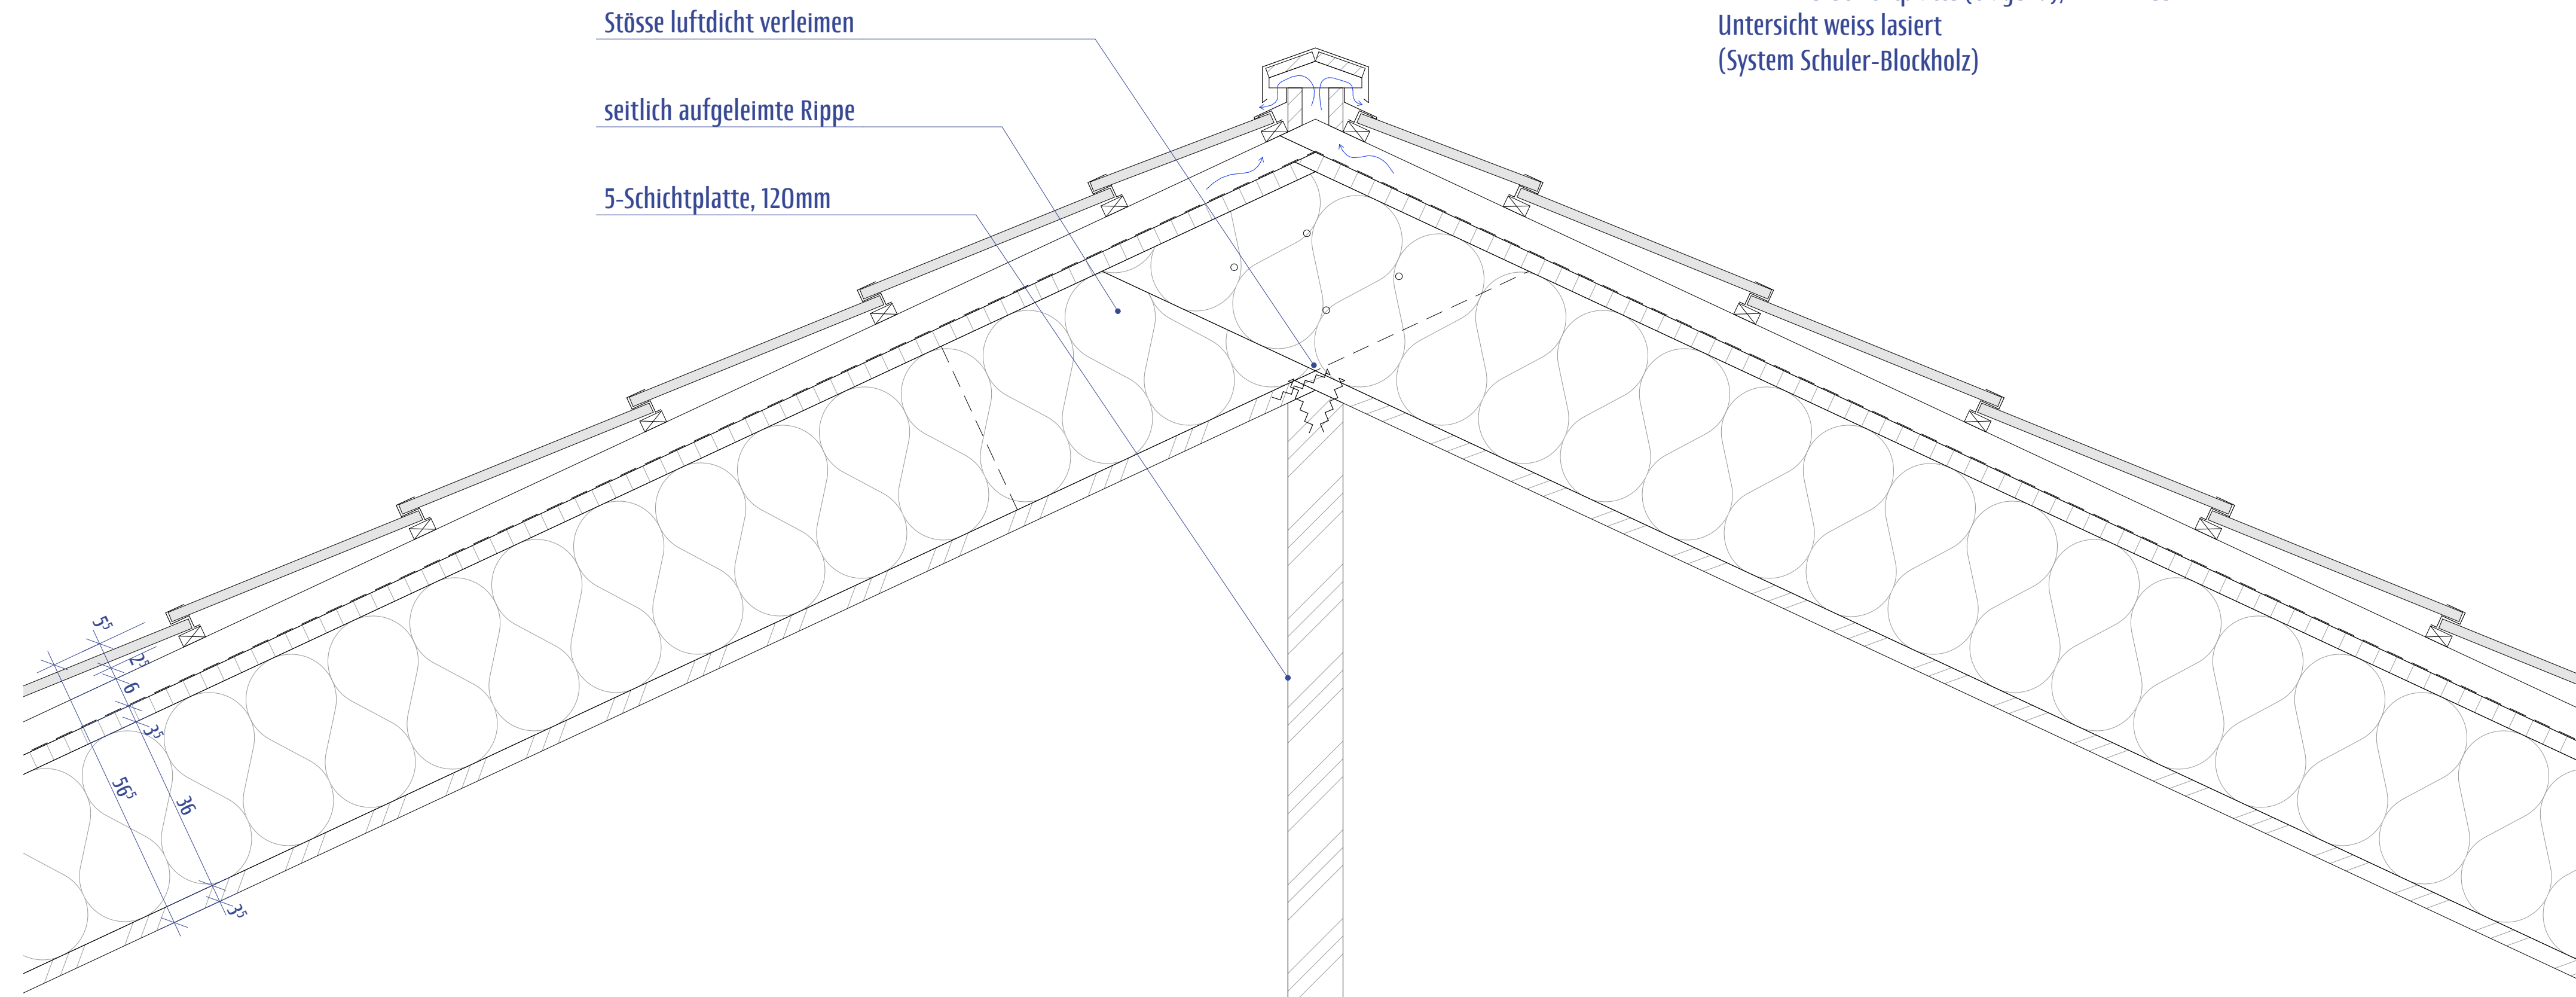 Stösse luftdicht verleimen
seitlich aufgeleimte Rippe
5-Schichtplatte, 120mm
Untersicht weiss lasiert
(System Schuler-Blockholz)
5⁵
2⁵
6
3⁵
56⁵
36
3⁵